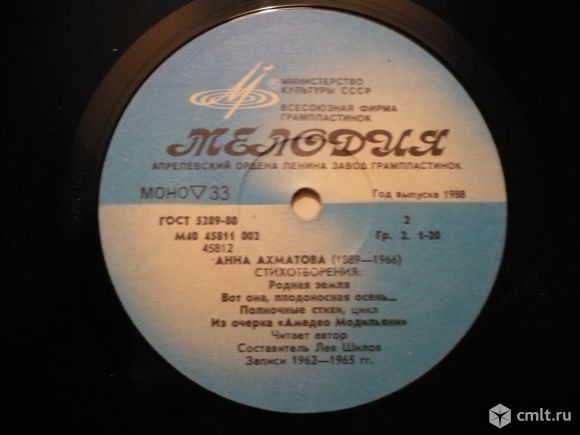 МИНИСТЕРСТВО
КУЛЬТУРЫ СССР
ВСЕСОЮЗНАЯ ФИРМА
ГРАМПЛАСТИНОК
МЕЛОДИЯ
АПРЕЛЕВСКИЙ ОРДЕНА ЛЕНИНА ЗАВОД ГРАМПЛАСТИНОК
МОНО ▽ 33
Год выпуска 1988
ГОСТ 5289-80
2
М40 45811 002
Гр. 2. 1-20
45812
АННА АХМАТОВА (1889—1966)
СТИХОТВОРЕНИЯ:
Родная земля
Вот она, плодоносная осень...
Полночные стихи, цикл
Из очерка «Амедео Модильяни»
Читает автор
Составитель Лев Шилов
Записи 1962—1965 гг.
cmlt.ru